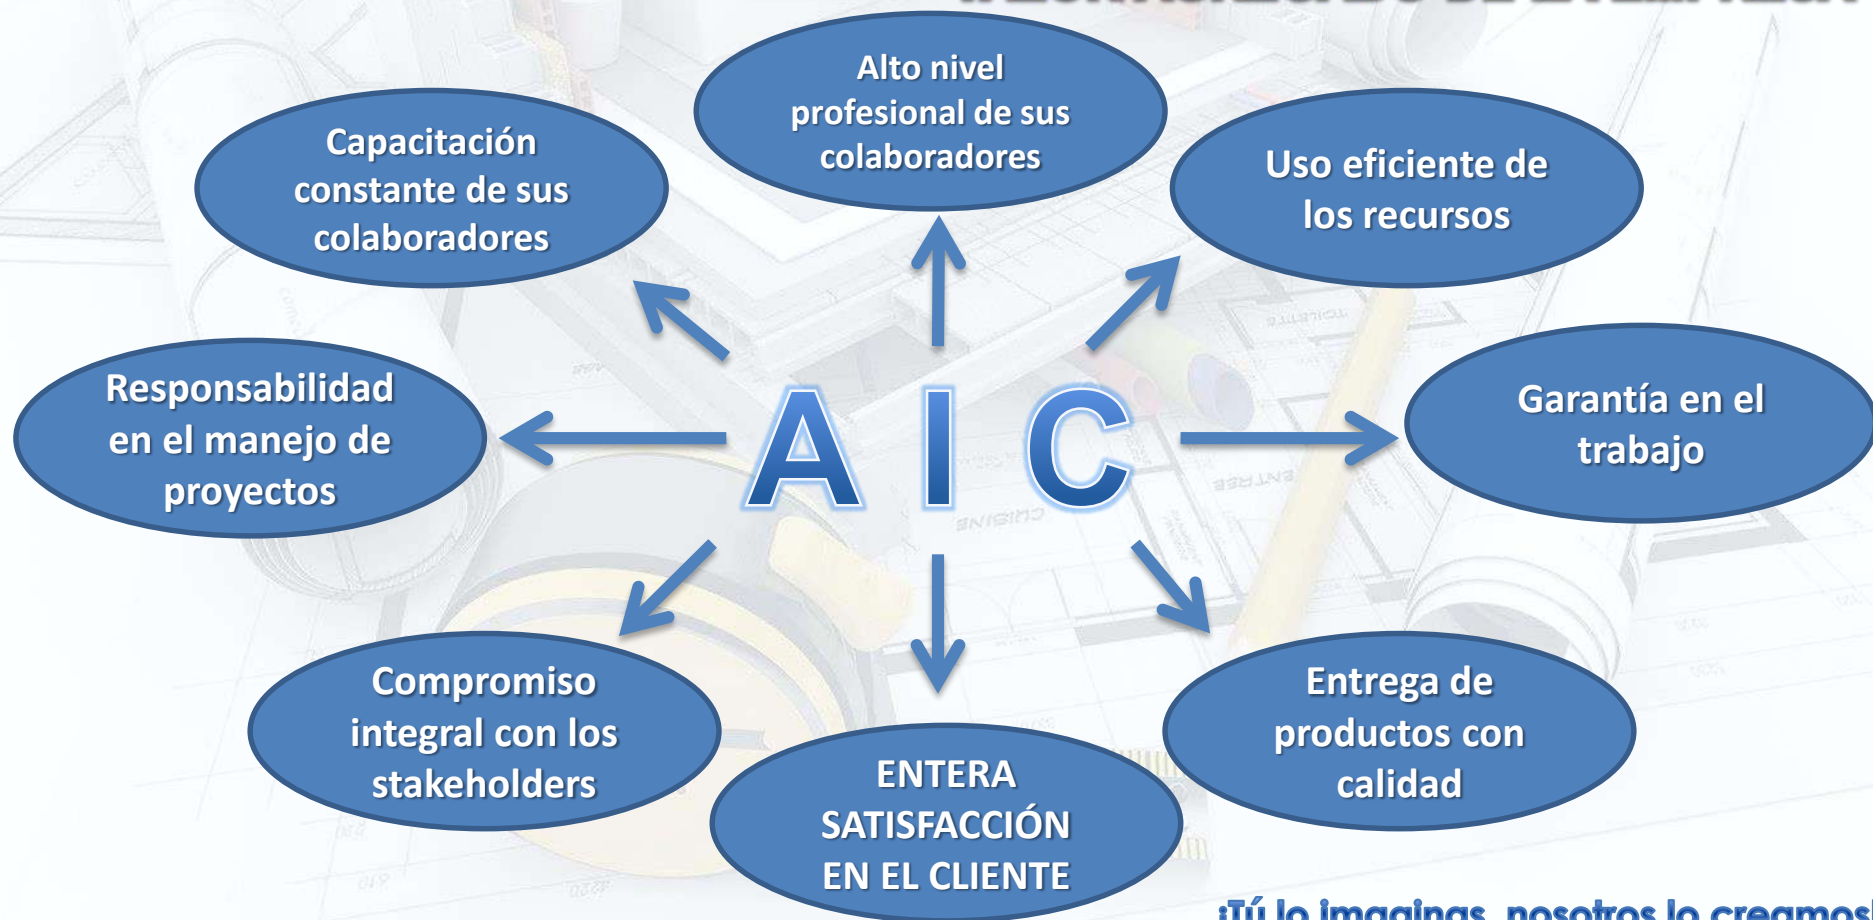 Alto nivel
profesional de sus
colaboradores
Capacitación
constante de sus
colaboradores
Uso eficiente de
los recursos
Responsabilidad
en el manejo de
proyectos
A I C
Garantía en el
trabajo
Compromiso
integral con los
stakeholders
ENTERA
SATISFACCIÓN
EN EL CLIENTE
Entrega de
productos con
calidad
¡Tú lo imaginas, nosotros lo creamos!